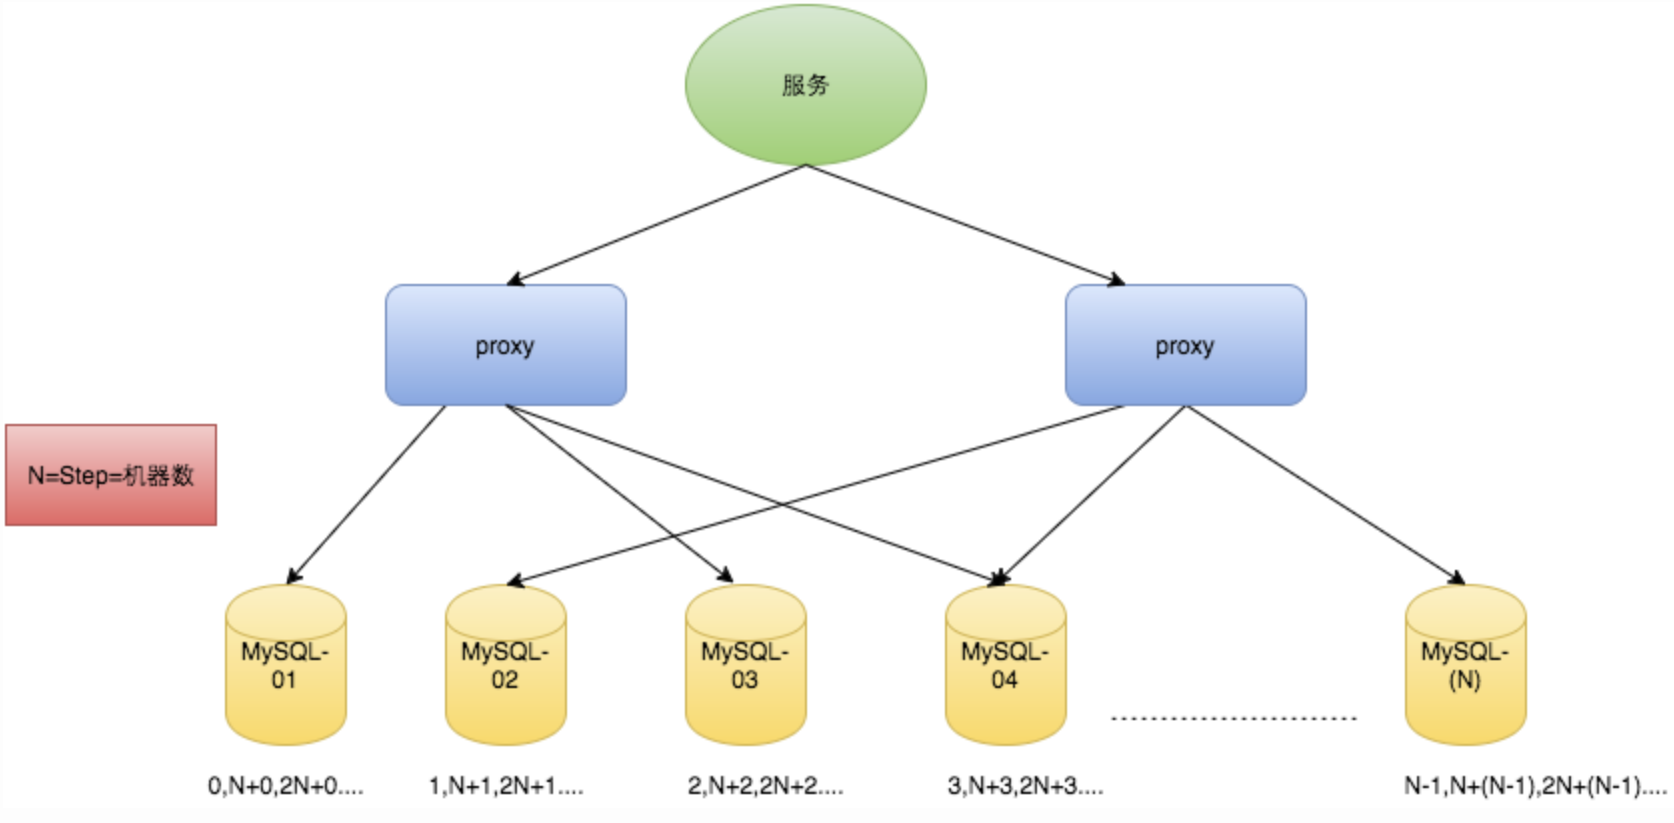 服务
proxy
proxy
N=Step=机器数
MySQL-
01
MySQL-
02
MySQL-
03
MySQL-
04
MySQL-
(N)
0,N+0,2N+0....
1,N+1,2N+1....
2,N+2,2N+2....
3,N+3,2N+3....
N-1,N+(N-1),2N+(N-1)....